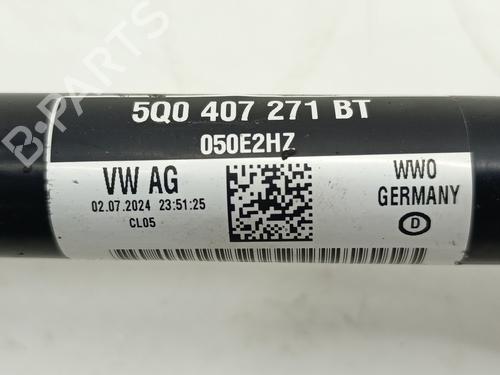 5Q0 407 271 BT
050E2HZ
VW AG
02.07.2024 23:51:25
CL05
WWO
GERMANY
D
B-PARTS